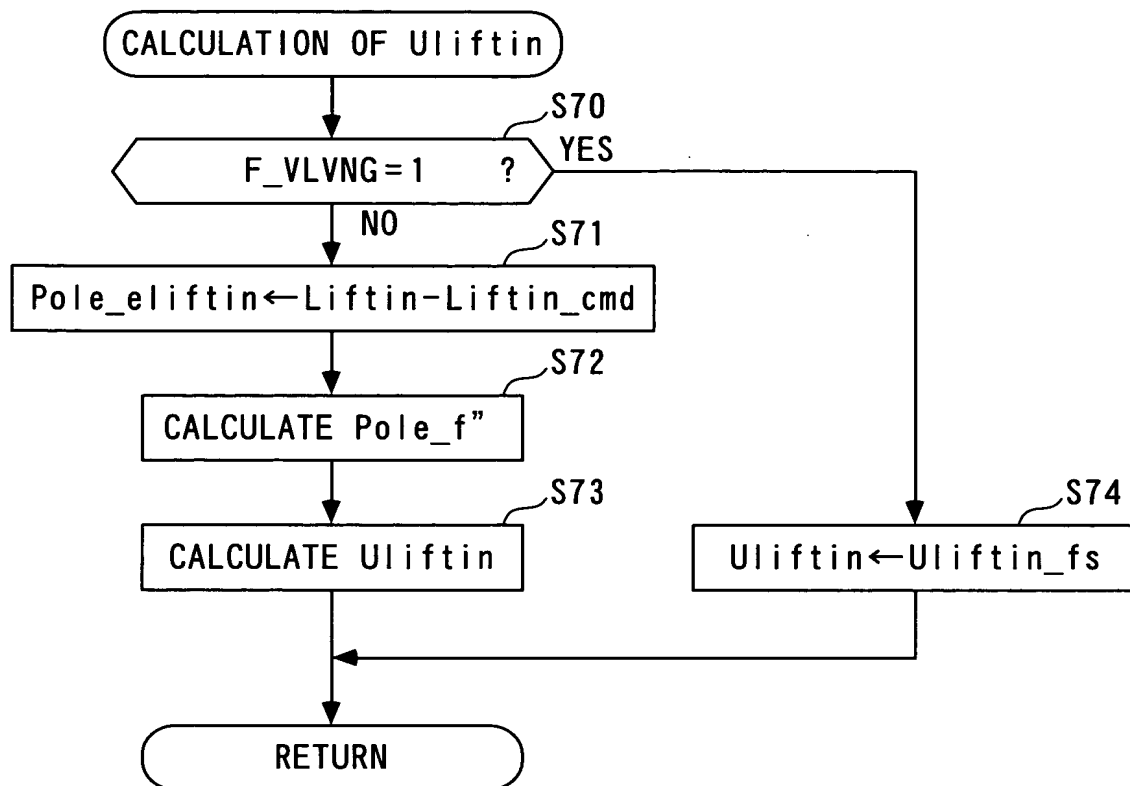 CALCULATION OF Uliftin
S70
F_VLVNG=1 ?
YES
NO
S71
Pole_eliftin←Liftin-Liftin_cmd
S72
CALCULATE Pole_f”
S73
CALCULATE Uliftin
S74
Uliftin←Uliftin_fs
RETURN